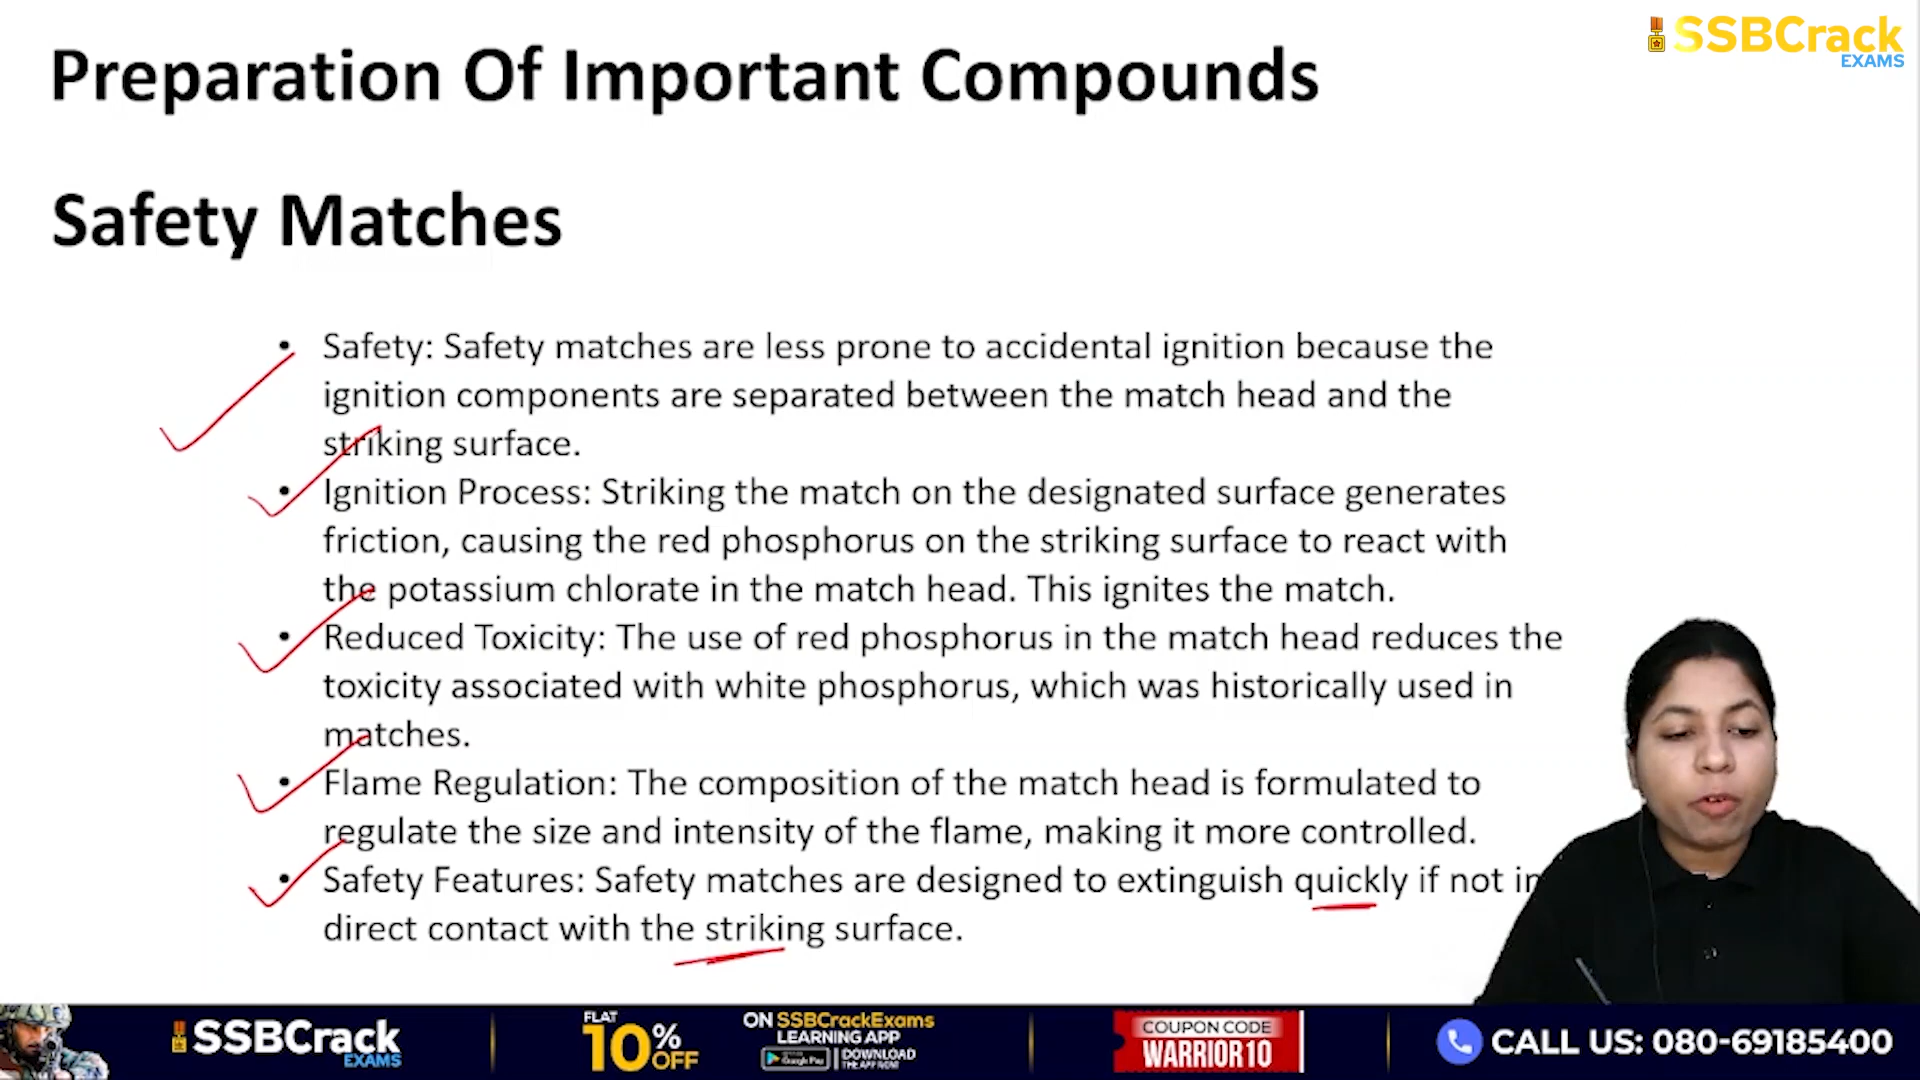 SSBCrack
EXAMS
Preparation Of Important Compounds
Safety Matches
• Safety: Safety matches are less prone to accidental ignition because the
ignition components are separated between the match head and the
striking surface.
• Ignition Process: Striking the match on the designated surface generates
friction, causing the red phosphorus on the striking surface to react with
the potassium chlorate in the match head. This ignites the match.
• Reduced Toxicity: The use of red phosphorus in the match head reduces the
toxicity associated with white phosphorus, which was historically used in
matches.
• Flame Regulation: The composition of the match head is formulated to
regulate the size and intensity of the flame, making it more controlled.
• Safety Features: Safety matches are designed to extinguish quickly if not in
direct contact with the striking surface.
SSBCrack
EXAMS
FLAT
10% OFF
ON SSBCrackExams
LEARNING APP
Google Play
DOWNLOAD
THE APP NOW
COUPON CODE
WARRIOR10
CALL US: 080-69185400